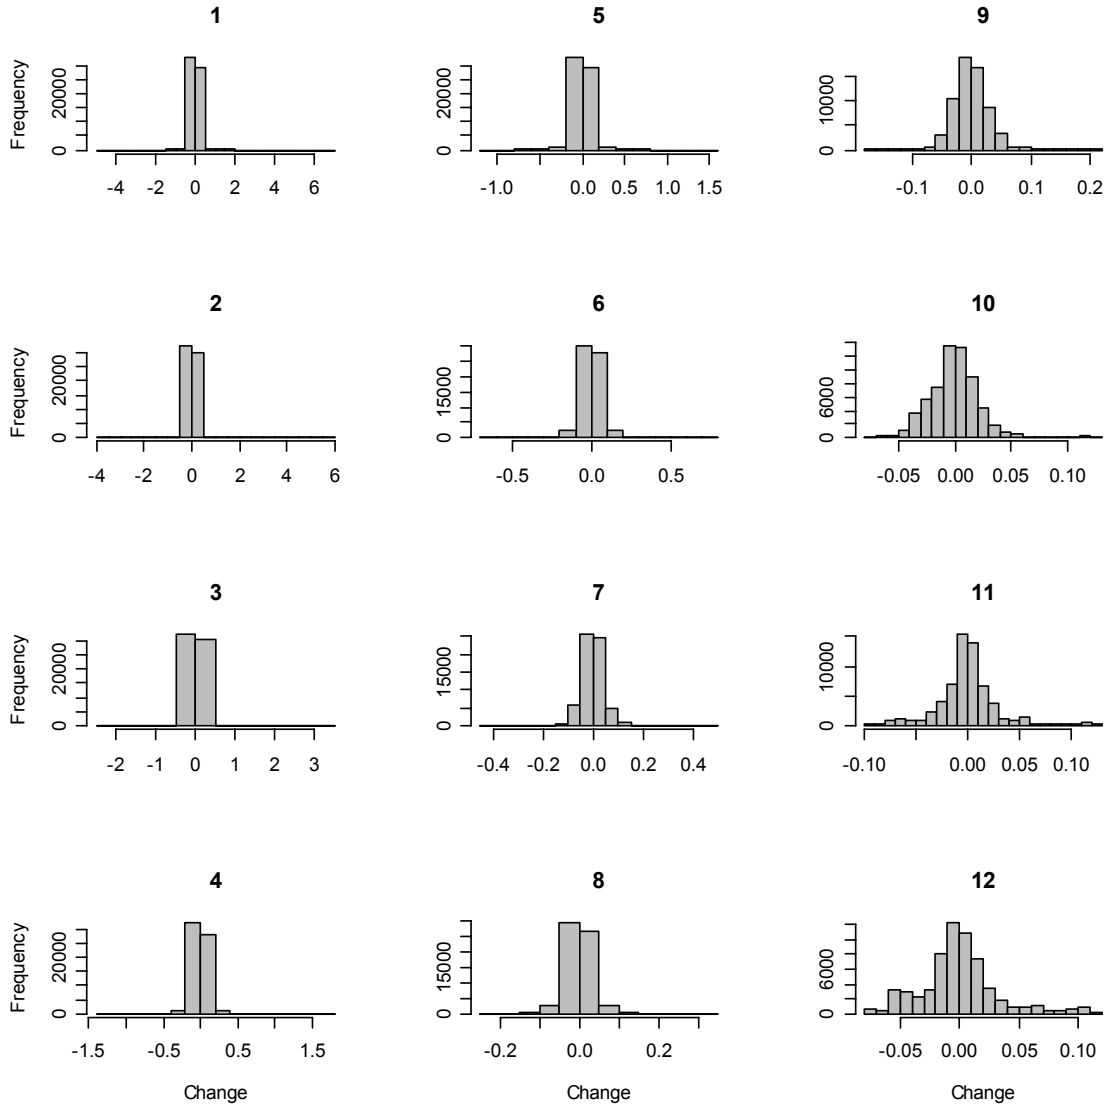 1 5 9
Frequency 0 20000 0 20000 0 10000
-4 -2 0 2 4 6 -1.0 0.0 0.5 1.0 1.5 -0.1 0.0 0.1 0.2
2 6 10
Frequency 0 20000 0 15000 0 6000
-4 -2 0 2 4 6 -0.5 0.0 0.5 -0.05 0.00 0.05 0.10
3 7 11
Frequency 0 20000 0 15000 0 10000
-2 -1 0 1 2 3 -0.4 -0.2 0.0 0.2 0.4 -0.10 0.00 0.05 0.10
4 8 12
Frequency 0 20000 0 15000 0 6000
-1.5 -0.5 0.5 1.5 -0.2 0.0 0.2 -0.05 0.00 0.05 0.10
Change Change Change